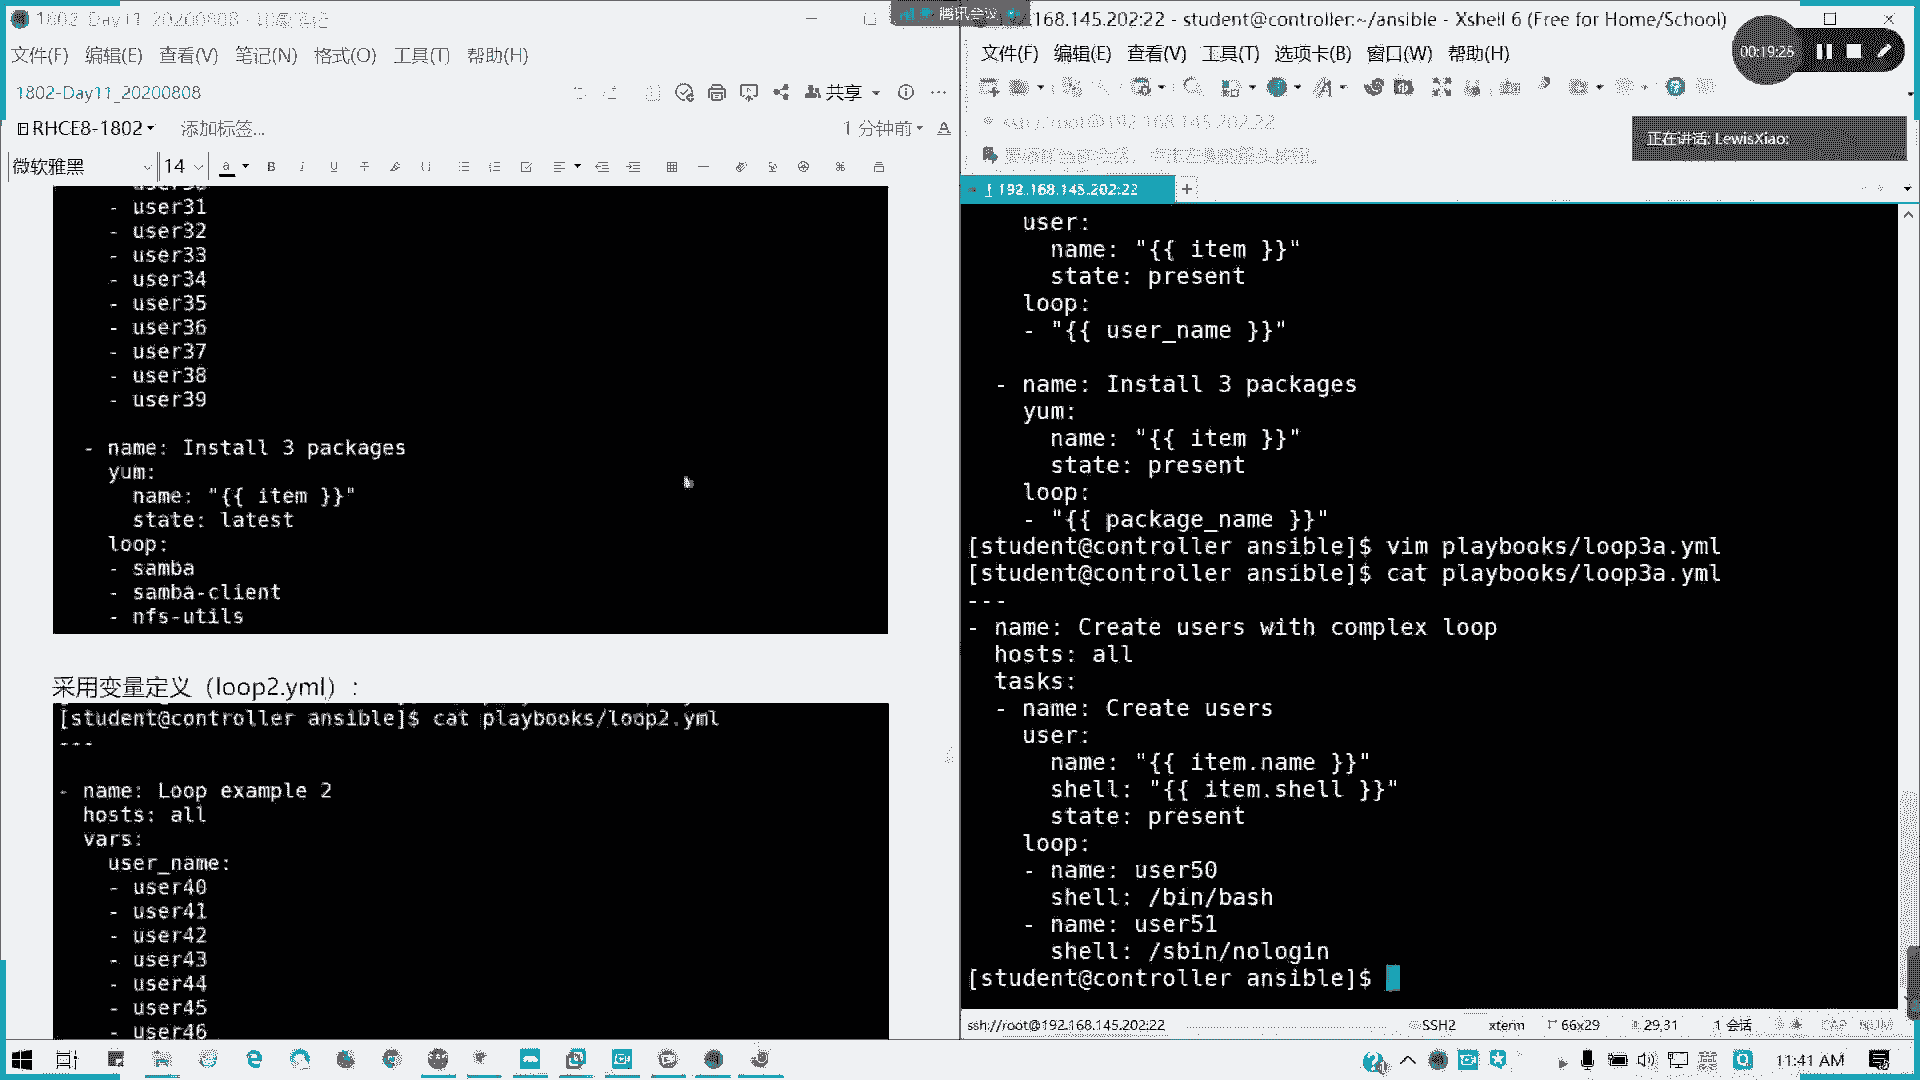 1802-Day11_20200808
腾讯会议
文件(F) 编辑(E) 查看(V) 笔记(N) 格式(O) 工具(T) 帮助(H)
1802-Day11_20200808
共享
RHCE8-1802
添加标签...
1 分钟前
微软雅黑
14
- user31
- user32
- user33
- user34
- user35
- user36
- user37
- user38
- user39
- name: Install 3 packages
yum:
name: "{{ item }}"
state: latest
loop:
- samba
- samba-client
- nfs-utils
采用变量定义（loop2.yml）：
[student@controller ansible]$ cat playbooks/loop2.yml
---
- name: Loop example 2
hosts: all
vars:
user_name:
- user40
- user41
- user42
- user43
- user44
- user45
- user46
.168.145.202:22 - student@controller:~/ansible - Xshell 6 (Free for Home/School)
文件(F) 编辑(E) 查看(V) 工具(T) 选项卡(B) 窗口(W) 帮助(H)
00:19:25
ssh://root@192.168.145.202:22
正在讲话: LewisXiao;
1 192.168.145.202:22
user:
name: "{{ item }}"
state: present
loop:
- "{{ user_name }}"
- name: Install 3 packages
yum:
name: "{{ item }}"
state: present
loop:
- "{{ package_name }}"
[student@controller ansible]$ vim playbooks/loop3a.yml
[student@controller ansible]$ cat playbooks/loop3a.yml
---
- name: Create users with complex loop
hosts: all
tasks:
- name: Create users
user:
name: "{{ item.name }}"
shell: "{{ item.shell }}"
state: present
loop:
- name: user50
shell: /bin/bash
- name: user51
shell: /sbin/nologin
[student@controller ansible]$
ssh://root@192.168.145.202:22
SSH2
xterm
66x29
29,31
1 会话
CAP NUM
11:41 AM